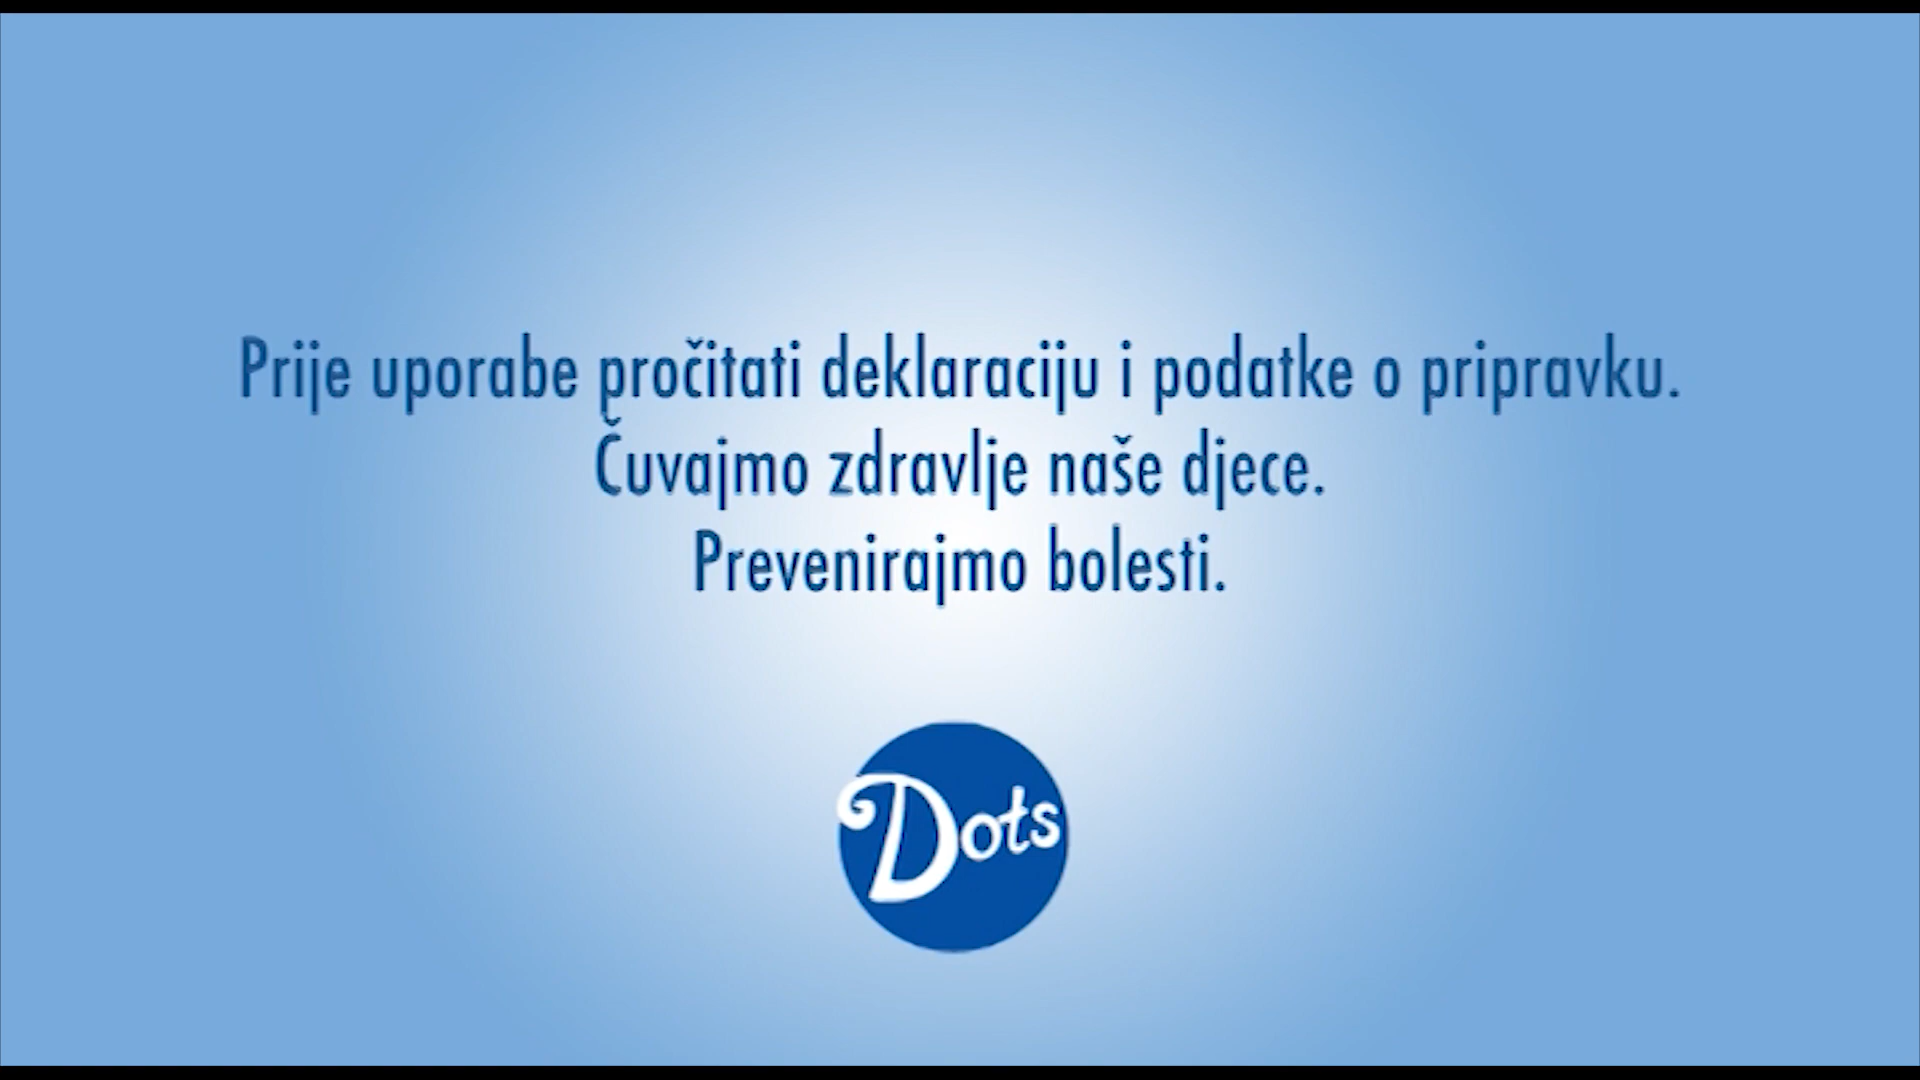 Prije uporabe pročitati deklaraciju i podatke o pripravku.
Čuvajmo zdravlje naše djece.
Prevenirajmo bolesti.
Dots